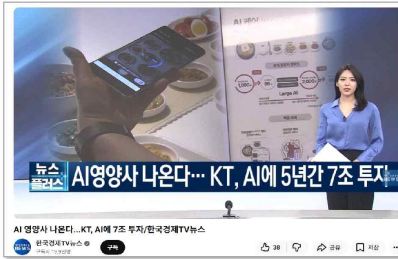 뉴스
플러스
AI영양사 나온다… KT, AI에 5년간 7조 투자
AI 영양사 나온다...KT, AI에 7조 투자/한국경제TV뉴스
한국경제TV뉴스
구독
38
공유
저장